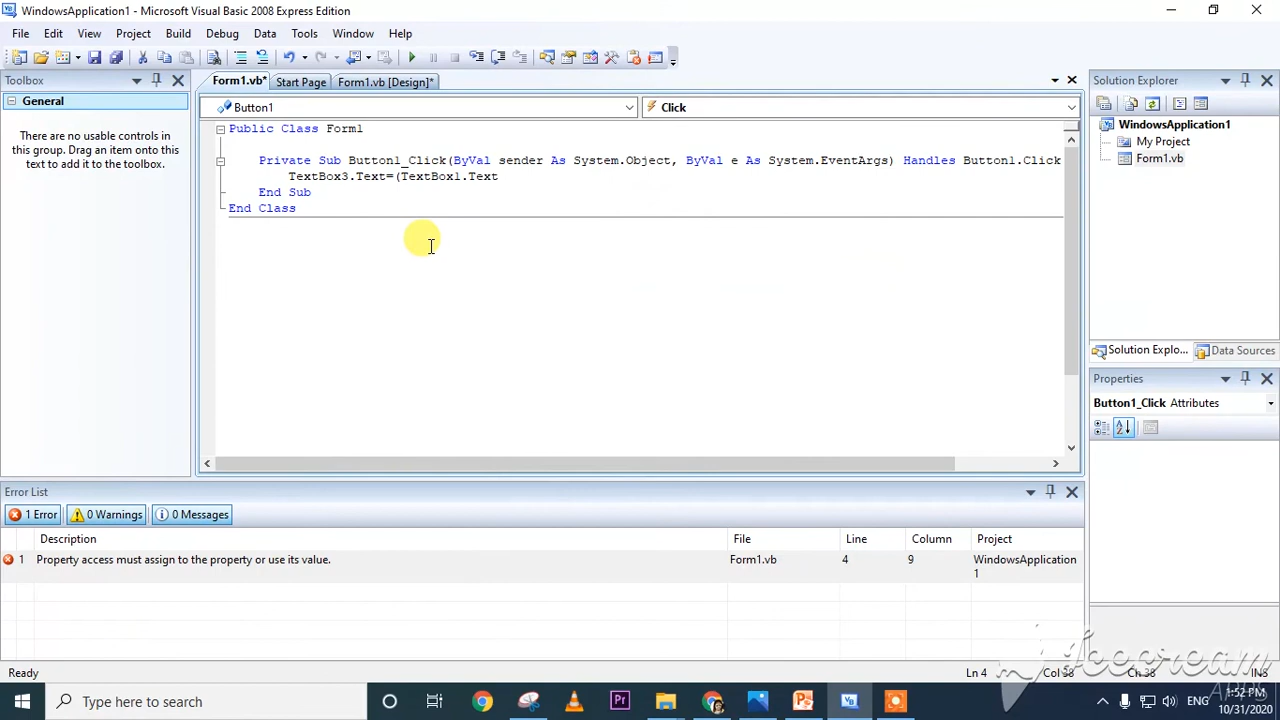 WindowsApplication1 - Microsoft Visual Basic 2008 Express Edition
File Edit View Project Build Debug Data Tools Window Help
Toolbox
General
There are no usable controls in
this group. Drag an item onto this
text to add it to the toolbox.
Form1.vb* Start Page Form1.vb [Design]*
Button1 Click
Public Class Form1
Private Sub Button1_Click(ByVal sender As System.Object, ByVal e As System.EventArgs) Handles Button1.Click
TextBox3.Text=(TextBox1.Text
End Sub
End Class
Solution Explorer
WindowsApplication1
My Project
Form1.vb
Solution Explo... Data Sources
Properties
Button1_Click Attributes
Error List
1 Error 0 Warnings 0 Messages
Description File Line Column Project
1 Property access must assign to the property or use its value. Form1.vb 4 9 WindowsApplication
1
Ready Ln 4 Col 38 Ch 38 INS
Type here to search
ENG
1:52 PM
10/31/2020